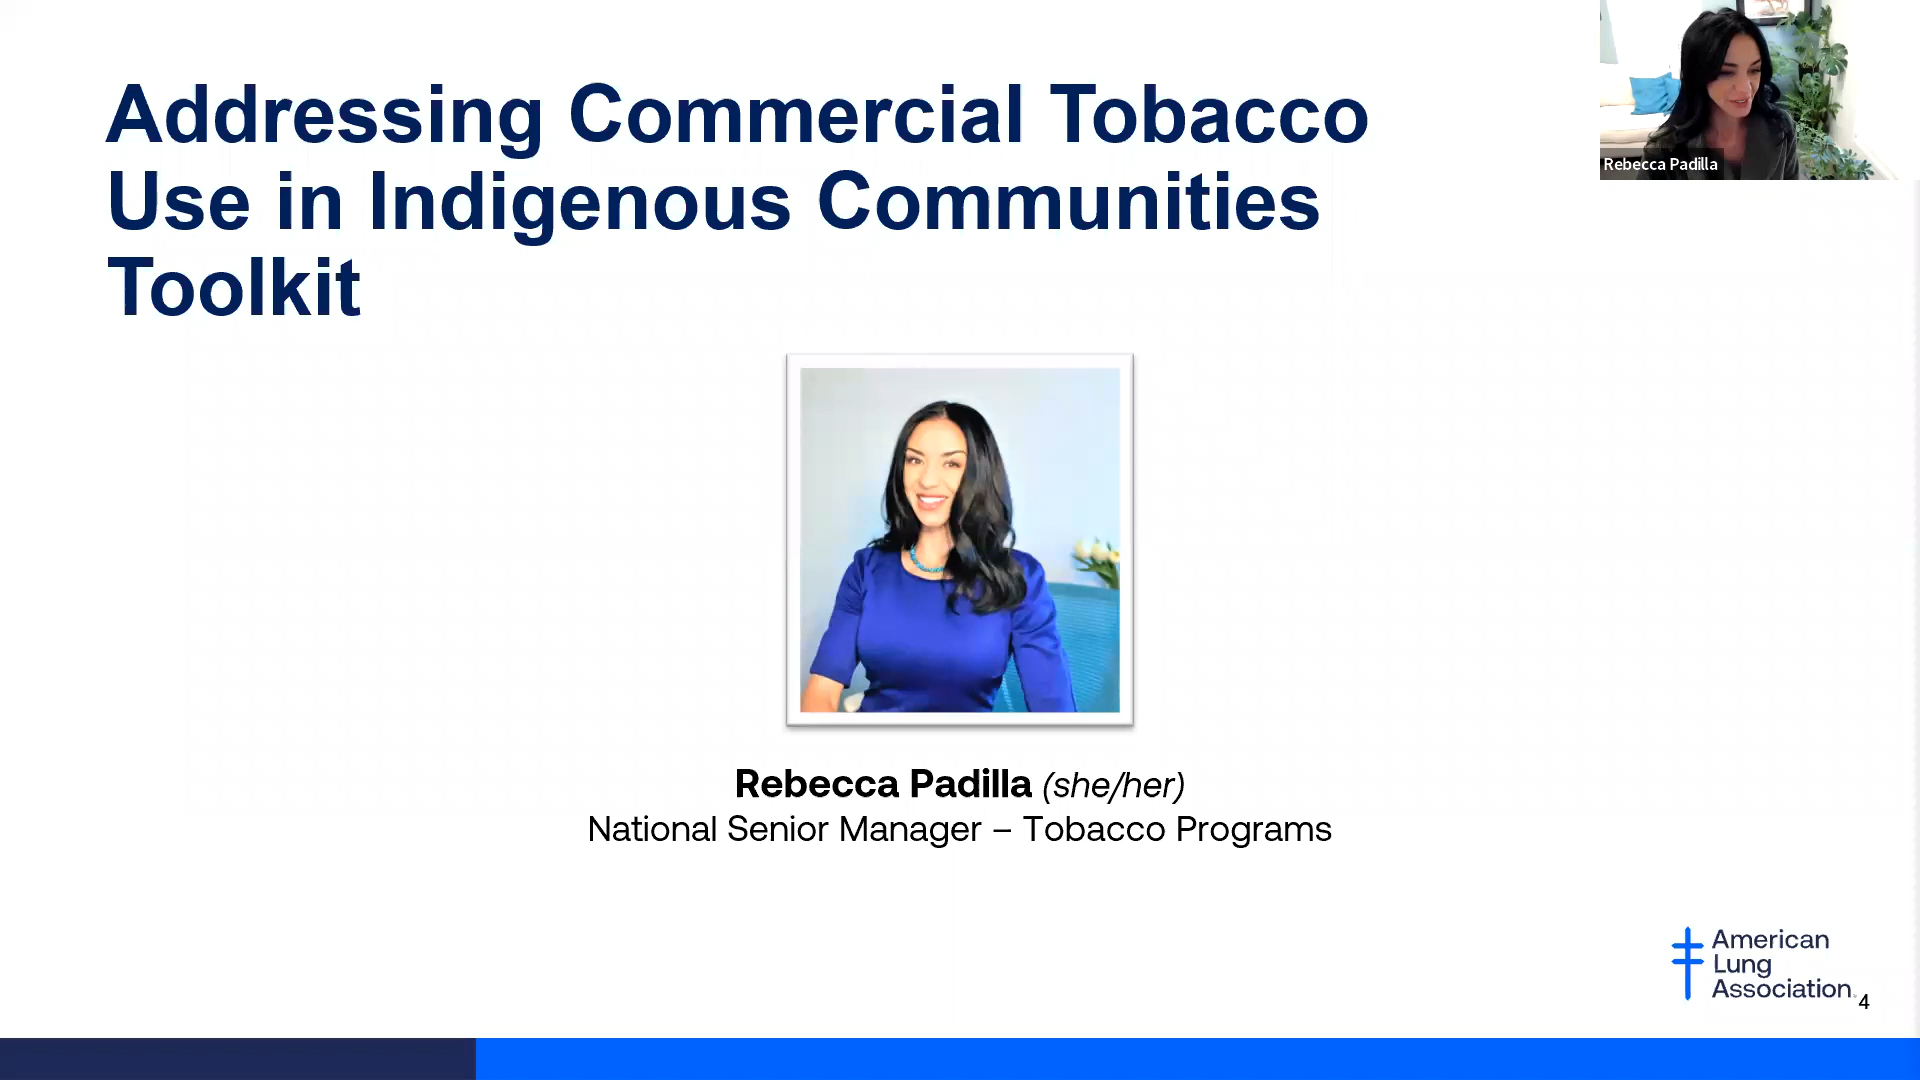 Addressing Commercial Tobacco
Use in Indigenous Communities
Toolkit
Rebecca Padilla
Rebecca Padilla (she/her)
National Senior Manager – Tobacco Programs
American
Lung
Association.
4